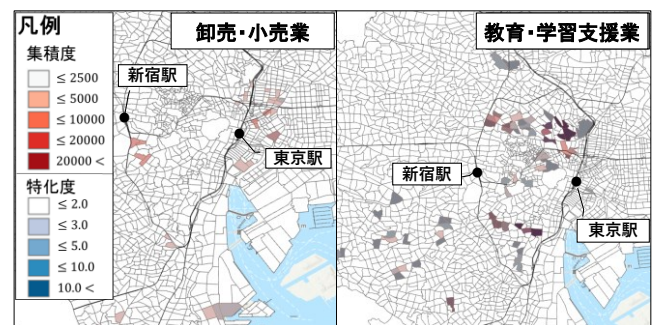 凡例
集積度
≤ 2500
≤ 5000
≤ 10000
≤ 20000
20000 <
特化度
≤ 2.0
≤ 3.0
≤ 5.0
≤ 10.0
10.0 <
卸売・小売業
新宿駅
東京駅
教育・学習支援業
新宿駅
東京駅